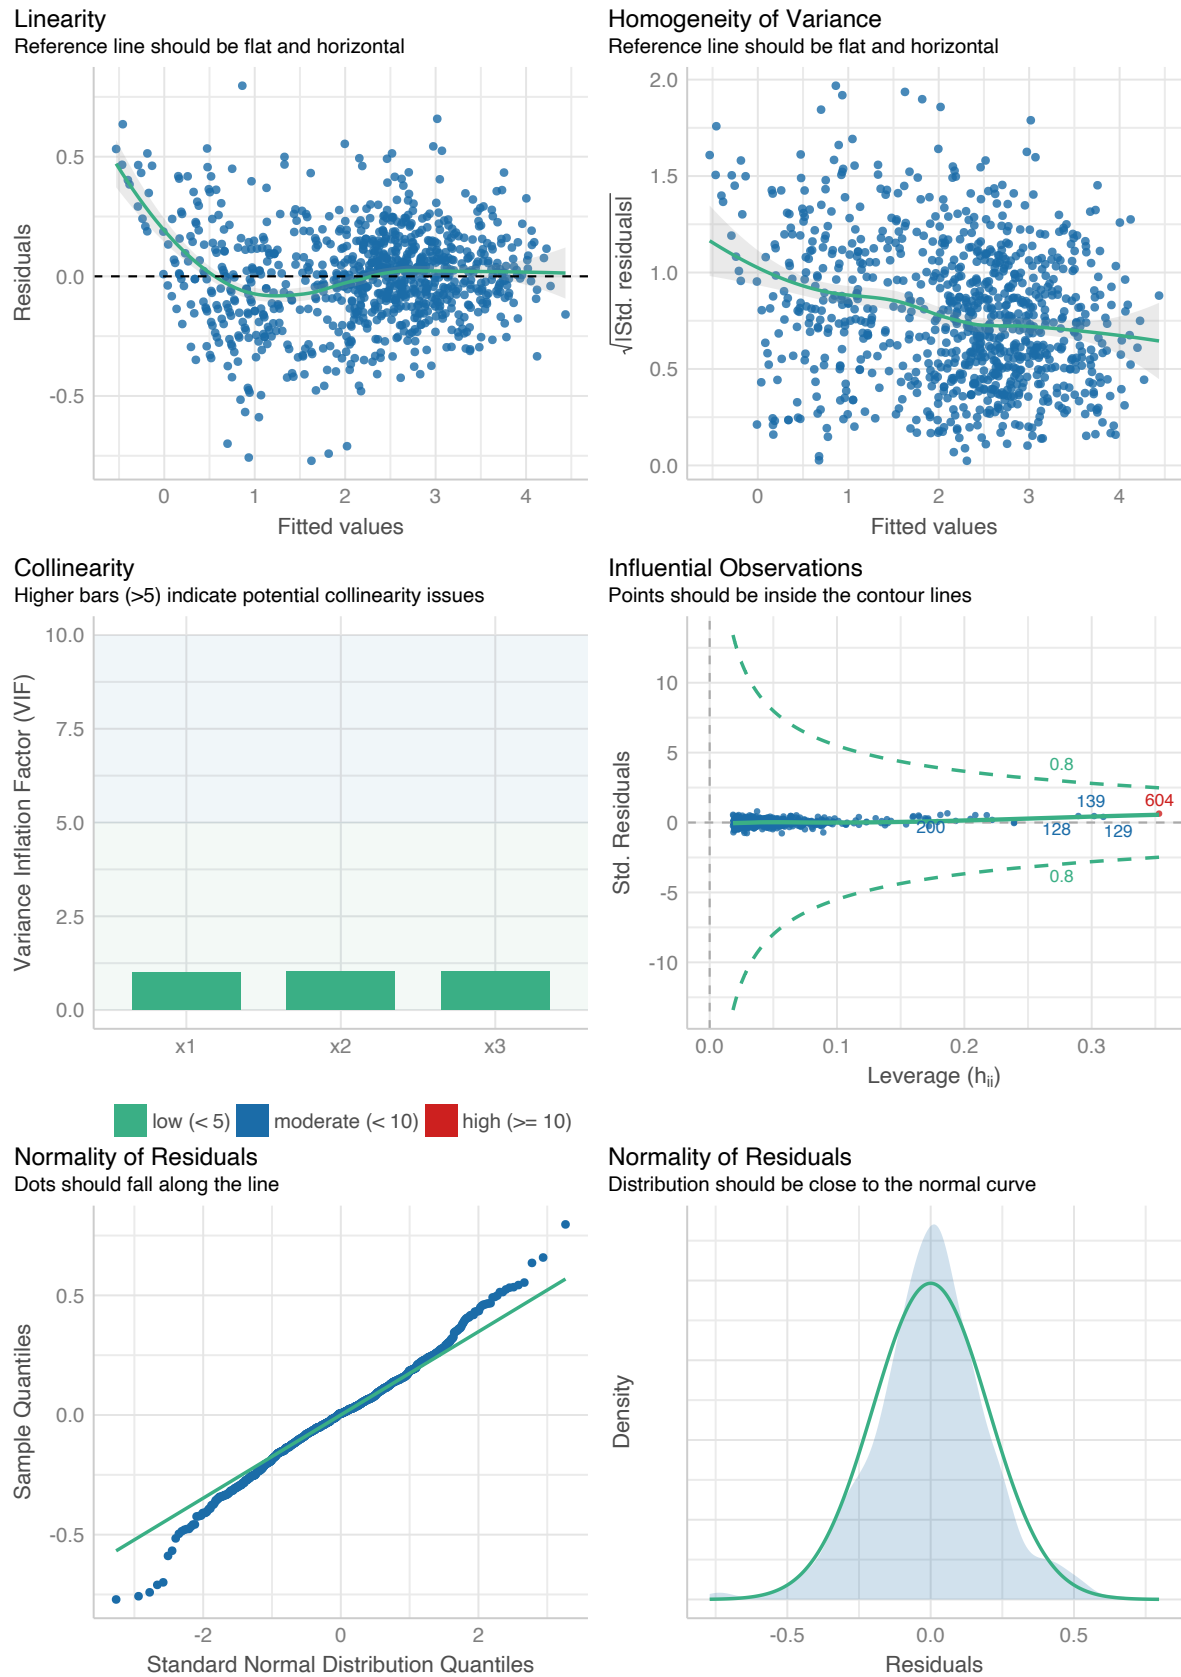 Linearity
Reference line should be flat and horizontal
Residuals
0.5
0.0
-0.5
0 1 2 3 4
Fitted values
Homogeneity of Variance
Reference line should be flat and horizontal
√|Std. residuals|
2.0
1.5
1.0
0.5
0.0
0 1 2 3 4
Fitted values
Collinearity
Higher bars (>5) indicate potential collinearity issues
Variance Inflation Factor (VIF)
10.0
7.5
5.0
2.5
0.0
x1 x2 x3
low (< 5) moderate (< 10) high (>= 10)
Influential Observations
Points should be inside the contour lines
Std. Residuals
10
5
0
-5
-10
0.8
139 604
200 128 129
0.8
0.0 0.1 0.2 0.3
Leverage (hii)
Normality of Residuals
Dots should fall along the line
Sample Quantiles
0.5
0.0
-0.5
-2 0 2
Standard Normal Distribution Quantiles
Normality of Residuals
Distribution should be close to the normal curve
Density
-0.5 0.0 0.5
Residuals